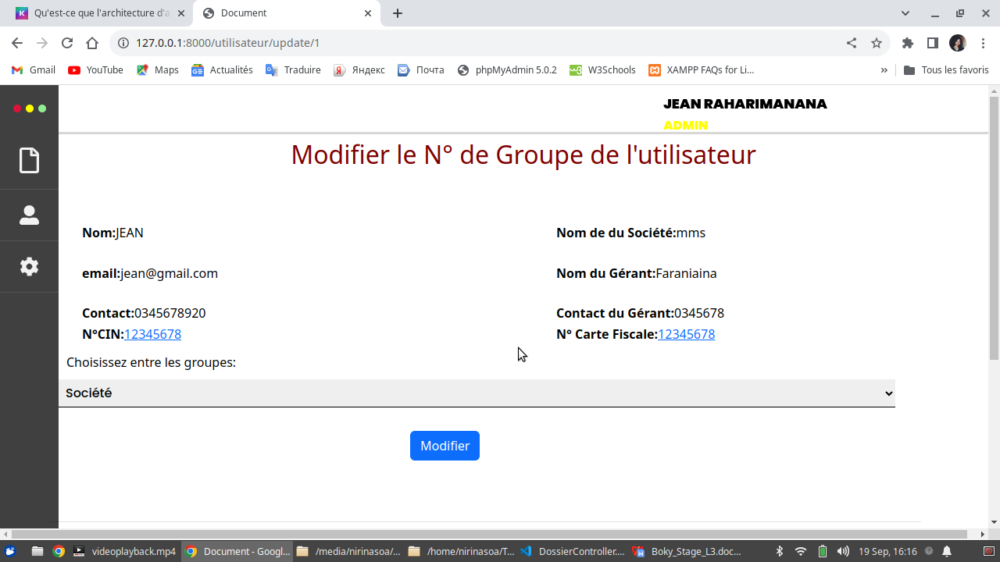 Qu'est-ce que l'architecture d'a
Document
127.0.0.1:8000/utilisateur/update/1
Gmail YouTube Maps Actualités Traduire Яндекс Почта phpMyAdmin 5.0.2 W3Schools XAMPP FAQs for Li... » Tous les favoris
JEAN RAHARIMANANA
ADMIN
Modifier le N° de Groupe de l'utilisateur
Nom:JEAN
Nom de du Société:mms
email:jean@gmail.com
Nom du Gérant:Faraniaina
Contact:0345678920
Contact du Gérant:0345678
N°CIN:12345678
N° Carte Fiscale:12345678
Choisissez entre les groupes:
Société
Modifier
videoplayback.mp4 Document - Googl... /media/nirinasoa/... /home/nirinasoa/T... DossierController.... Boky_Stage_L3.doc... 19 Sep, 16:16